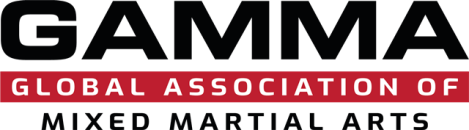 GAMMA
GLOBAL ASSOCIATION OF
MIXED MARTIAL ARTS